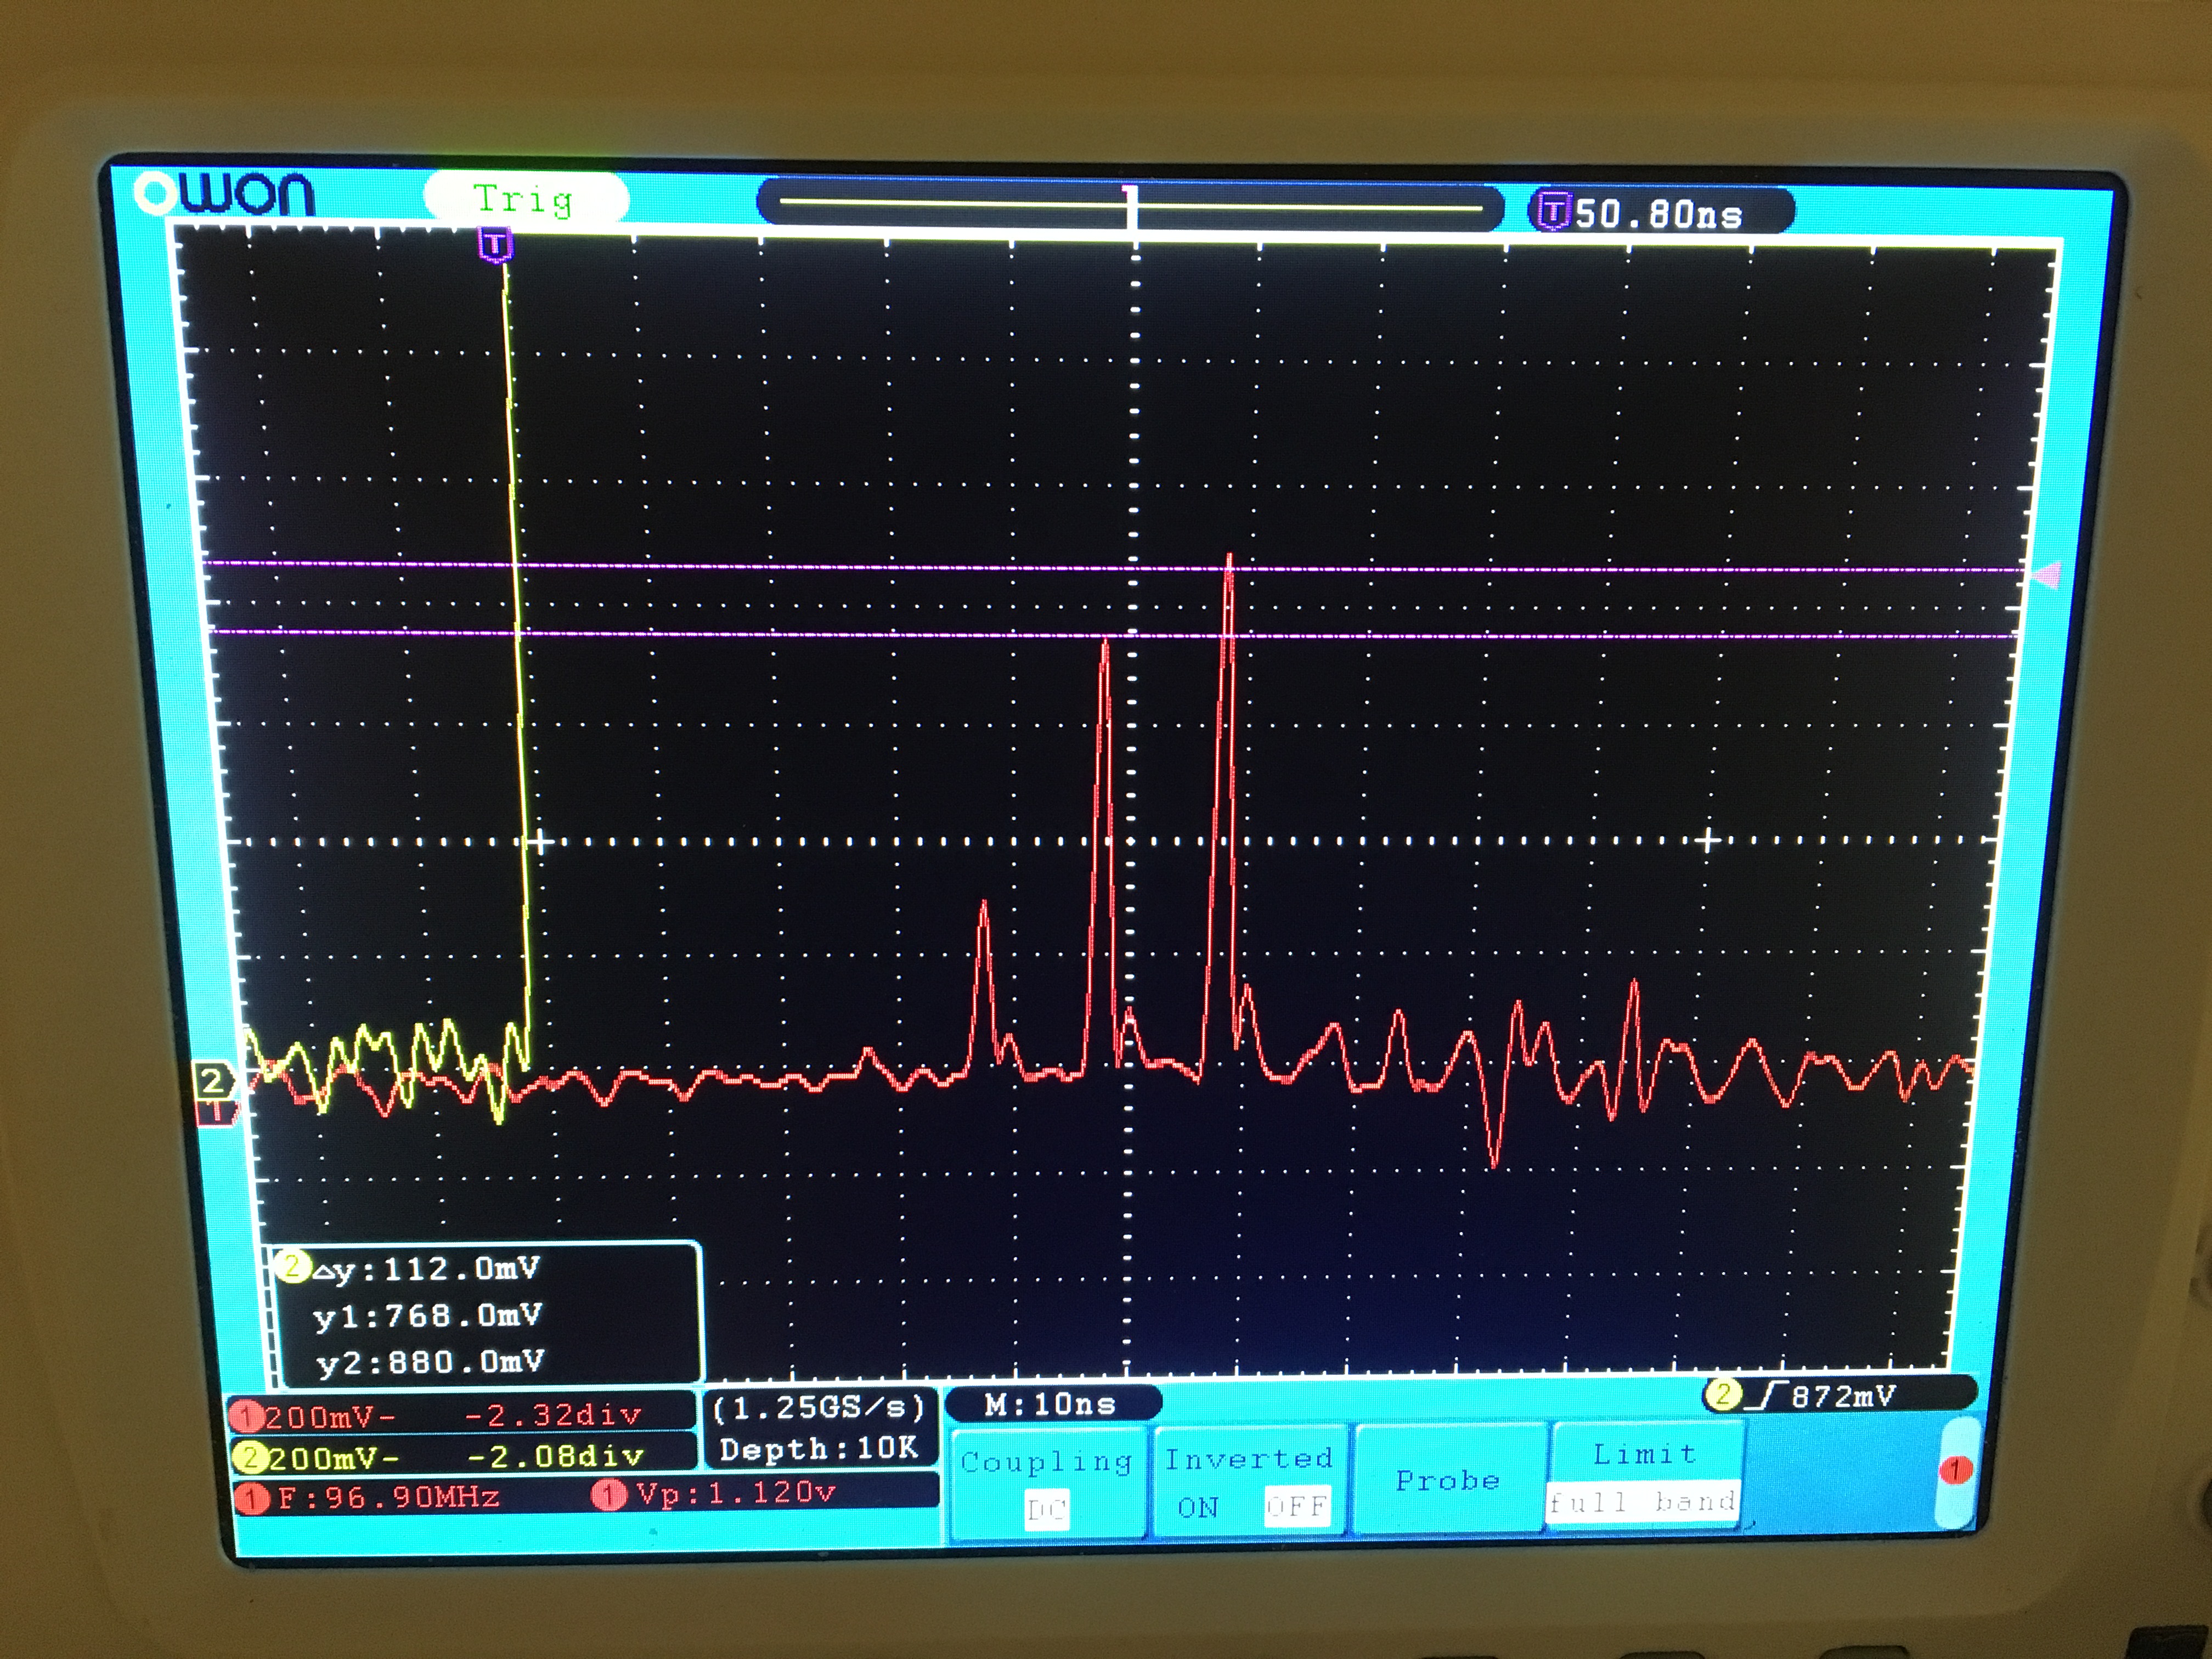 OWON Trig T 50.80ns
T
2
1
2 △y:112.0mV
y1:768.0mV
y2:880.0mV
1 200mV- -2.32div (1.25GS/s) M:10ns 2 872mV
2 200mV- -2.08div Depth:10K
1 F:96.90MHz 1 Vp:1.120v
Coupling Inverted Probe Limit
DC ON OFF full band
1